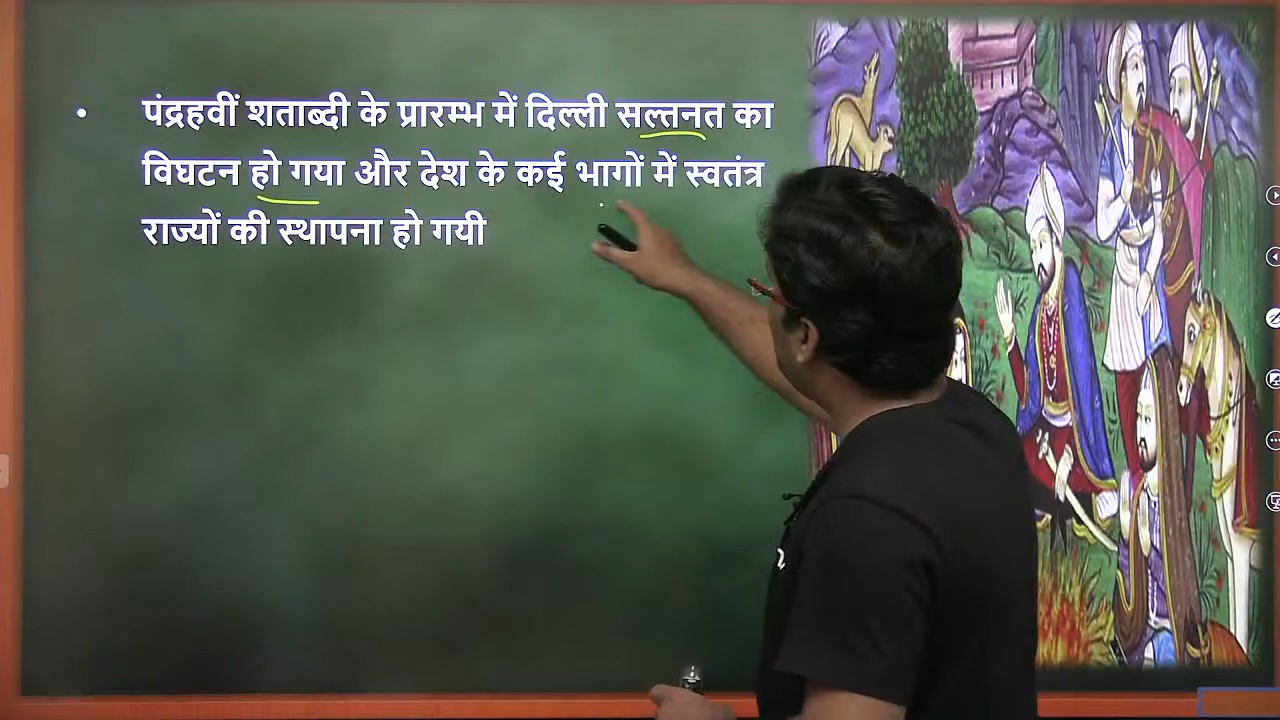 • पंद्रहवीं शताब्दी के प्रारम्भ में दिल्ली सल्तनत का
विघटन हो गया और देश के कई भागों में स्वतंत्र
राज्यों की स्थापना हो गयी